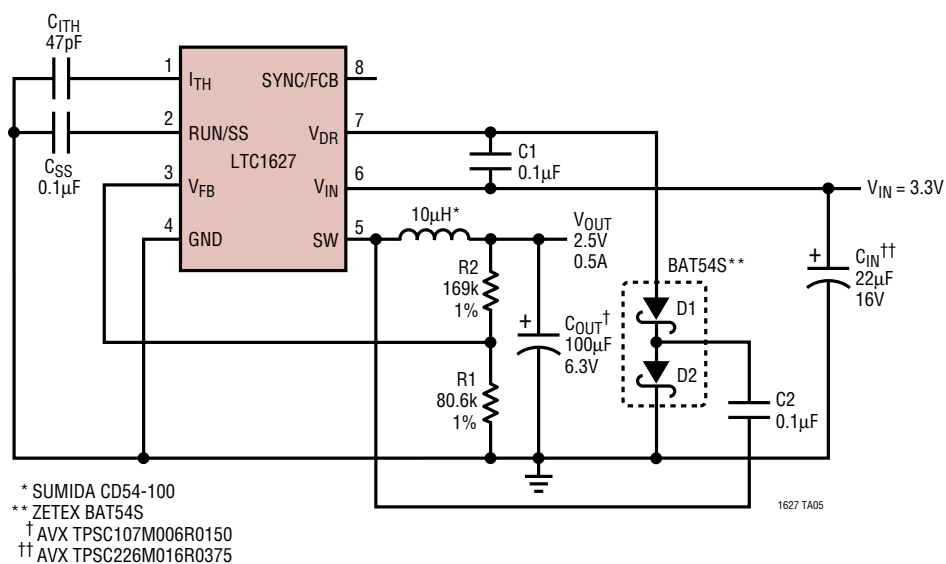 C_ITH
47pF
1
I_TH
SYNC/FCB
8
2
RUN/SS
V_DR
7
C_SS
0.1µF
LTC1627
C1
0.1µF
3
V_FB
V_IN
6
V_IN = 3.3V
4
GND
SW
5
10µH*
V_OUT
2.5V
0.5A
R2
169k
1%
BAT54S**
C_IN††
22µF
16V
+
D1
+
C_OUT†
100µF
6.3V
D2
R1
80.6k
1%
C2
0.1µF
* SUMIDA CD54-100
** ZETEX BAT54S
† AVX TPSC107M006R0150
†† AVX TPSC226M016R0375
1627 TA05